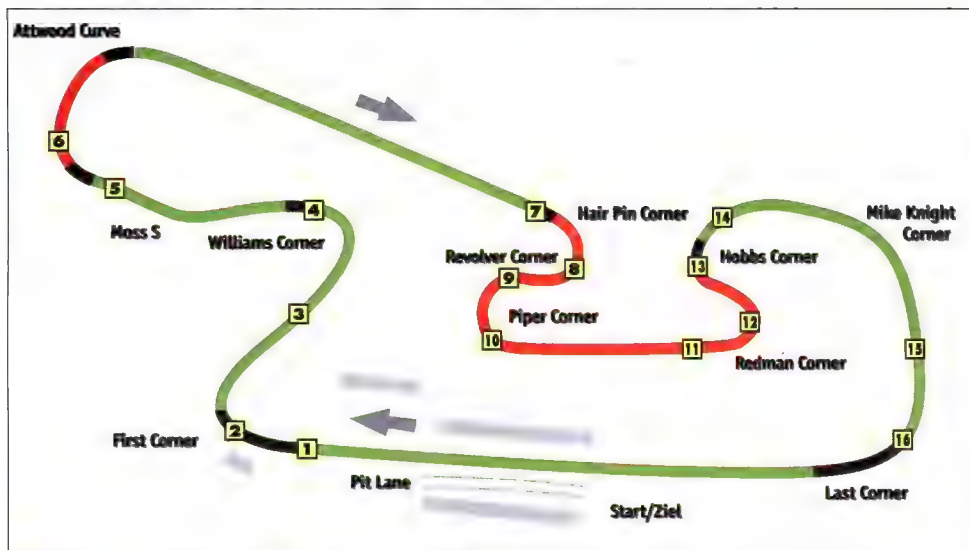 Attwood Curve
6
5
Moss S
4
Williams Corner
3
First Corner
2
1
Pit Lane
Start/Ziel
7
Hair Pin Corner
Revolver Corner
8
9
Piper Corner
10
11
12
Redman Corner
13
Hobbs Corner
14
Mike Knight
Corner
15
16
Last Corner